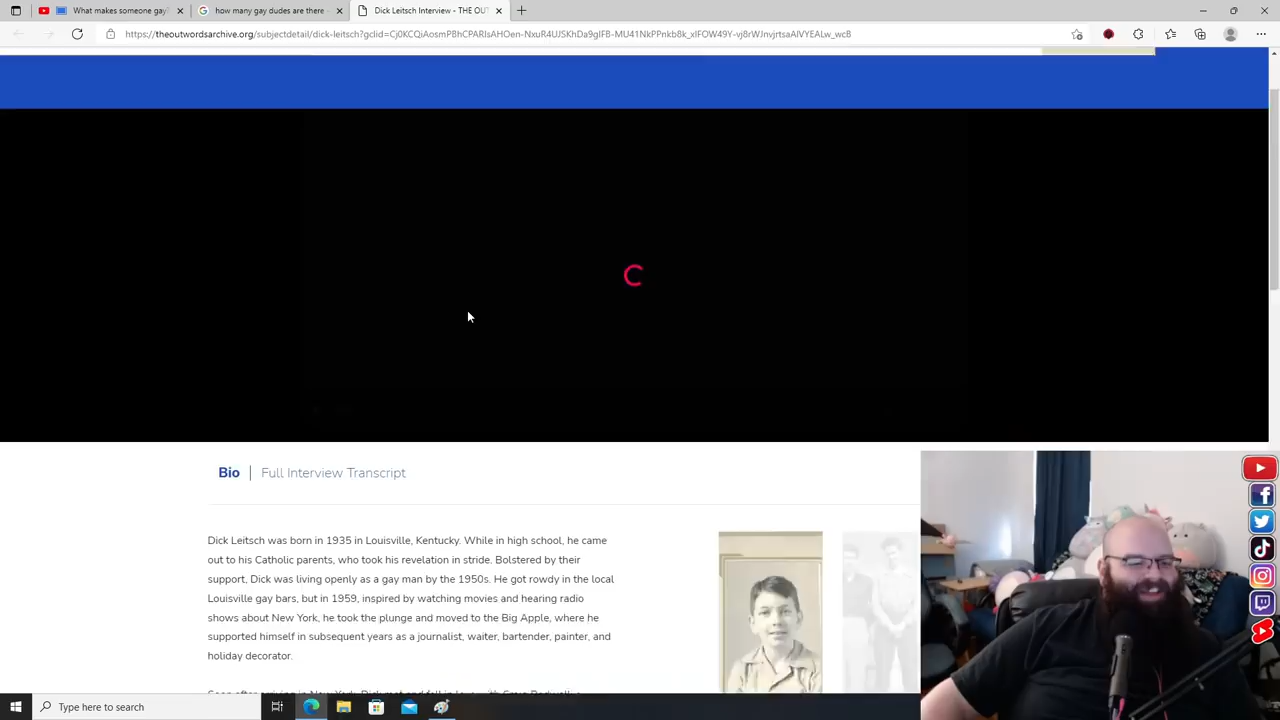 What makes someone gay
how many gay dudes are there
Dick Leitsch Interview - THE OUT
https://theoutwordsarchive.org/subjectdetail/dick-leitsch?gclid=
Bio | Full Interview Transcript
Dick Leitsch was born in 1935 in Louisville, Kentucky. While in high school, he came
out to his Catholic parents, who took his revelation in stride. Bolstered by their
support, Dick was living openly as a gay man by the 1950s. He got rowdy in the local
Louisville gay bars, but in 1959, inspired by watching movies and hearing radio
shows about New York, he took the plunge and moved to the Big Apple, where he
supported himself in subsequent years as a journalist, waiter, bartender, painter, and
holiday decorator.
Type here to search